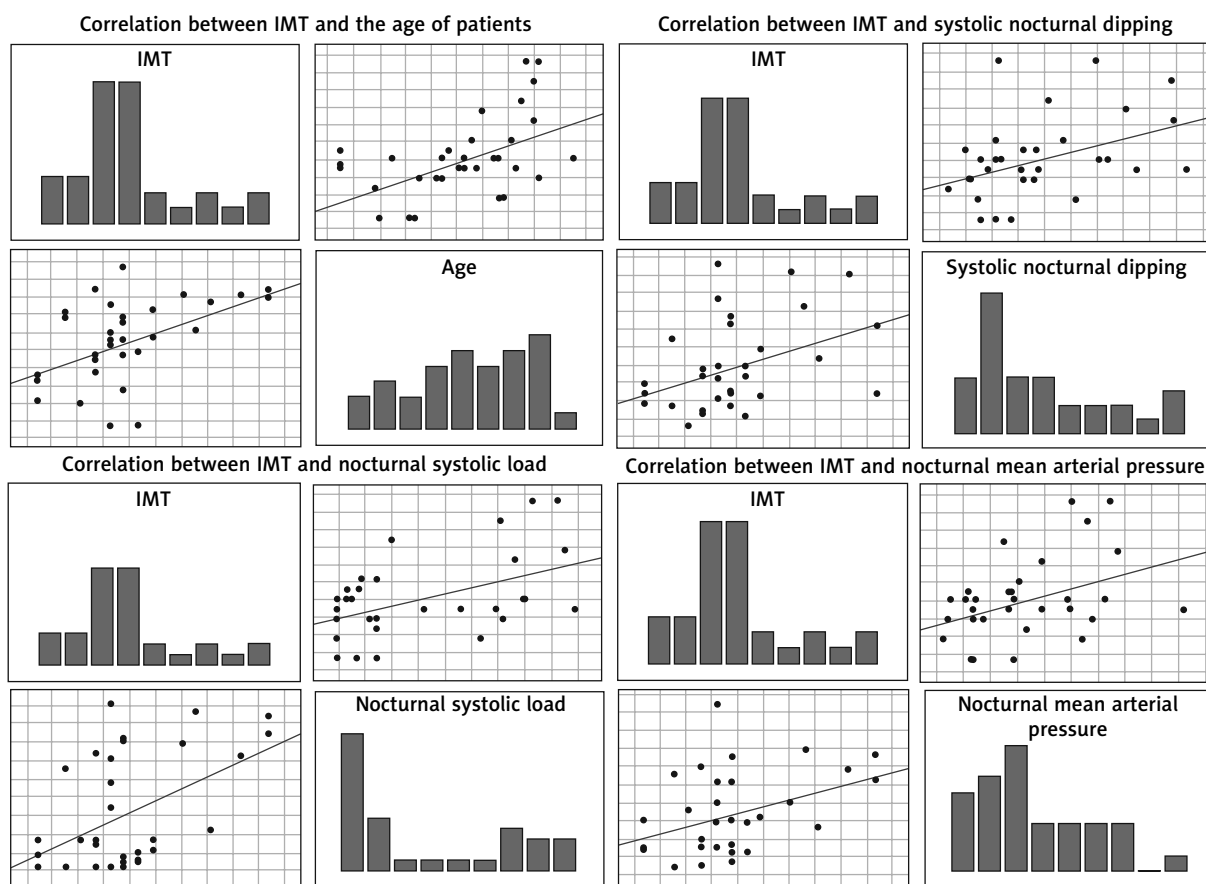 Correlation between IMT and the age of patients
IMT
Age
Correlation between IMT and systolic nocturnal dipping
IMT
Systolic nocturnal dipping
Correlation between IMT and nocturnal systolic load
IMT
Nocturnal systolic load
Correlation between IMT and nocturnal mean arterial pressure
IMT
Nocturnal mean arterial
pressure